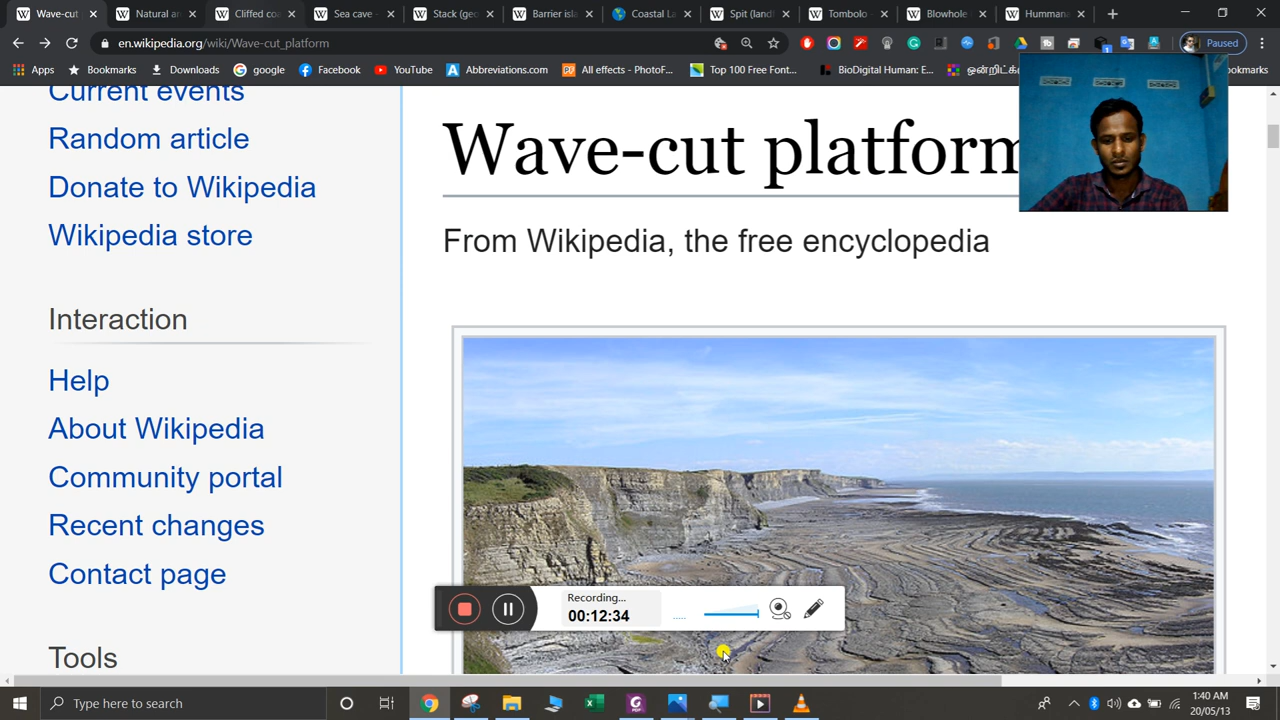 Wave-cut
Natural an
Cliffed co
Sea cave -
Stack (geo
Barrier isl
Coastal La
Spit (landf
Tombolo
Blowhole
Hummana
en.wikipedia.org/wiki/Wave-cut_platform
Paused
Apps
Bookmarks
Downloads
google
Facebook
YouTube
Abbreviations.com
All effects - PhotoF...
Top 100 Free Font...
BioDigital Human: E...
ookmarks
Current events
Random article
Donate to Wikipedia
Wikipedia store
Interaction
Help
About Wikipedia
Community portal
Recent changes
Contact page
Tools
Wave-cut platform
From Wikipedia, the free encyclopedia
Recording...
00:12:34
Type here to search
1:40 AM
20/05/13